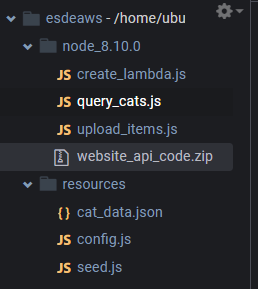 esdeaws - /home/ubu
node_8.10.0
JS create_lambda.js
JS query_cats.js
JS upload_items.js
website_api_code.zip
resources
{ } cat_data.json
JS config.js
JS seed.js